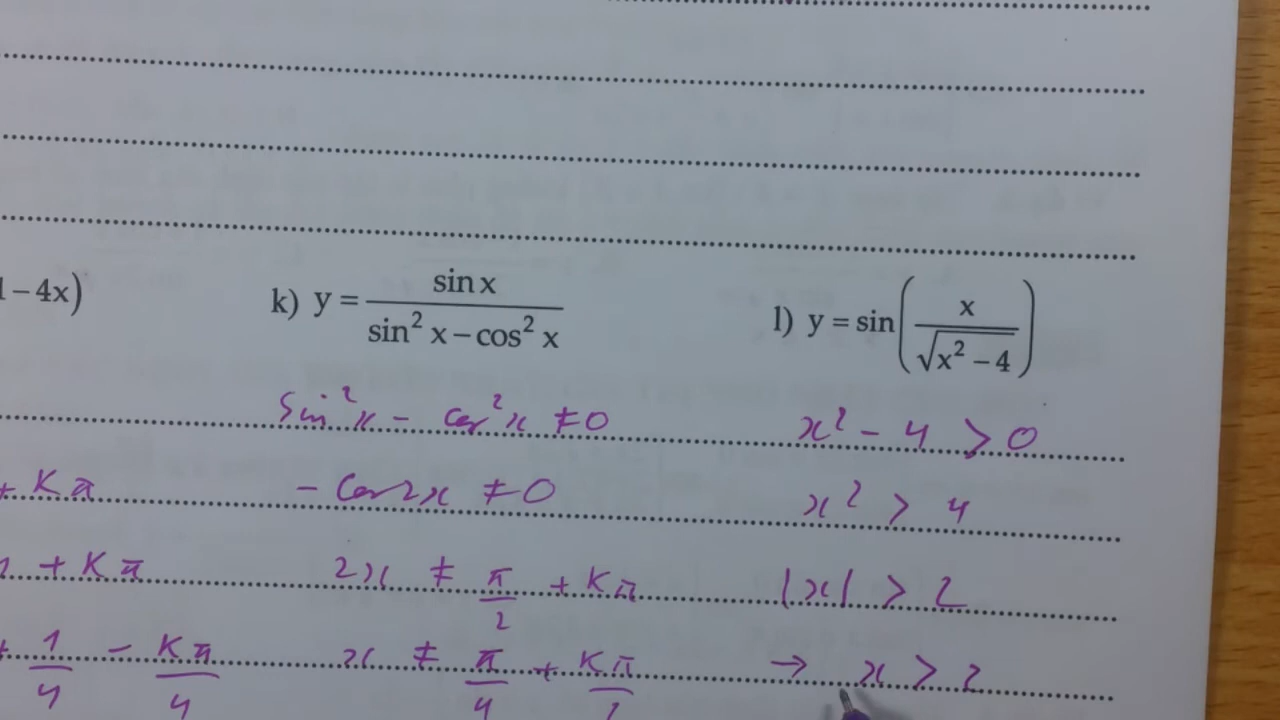 1 – 4x) k) y = sin x / (sin² x – cos² x) l) y = sin(x / √(x² – 4))
sin²x – cos²x ≠ 0 x² – 4 > 0
+ Kπ – cos2x ≠ 0 x² > 4
+ Kπ 2x ≠ π/2 + Kπ |x| > 2
+ 1/4 – Kπ/4 x ≠ π/4 + Kπ/2 → x > 2